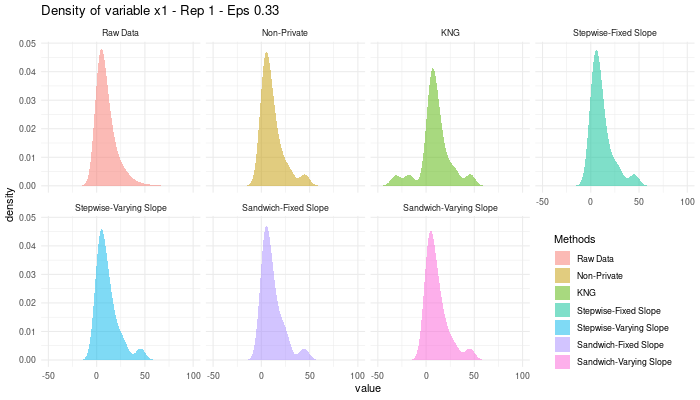 Density of variable x1 - Rep 1 - Eps 0.33
Raw Data
Non-Private
KNG
Stepwise-Fixed Slope
0.05
0.04
0.03
0.02
0.01
0.00
-50 0 50 100
density
Stepwise-Varying Slope
Sandwich-Fixed Slope
Sandwich-Varying Slope
0.05
0.04
0.03
0.02
0.01
0.00
-50 0 50 100
-50 0 50 100
-50 0 50 100
value
Methods
Raw Data
Non-Private
KNG
Stepwise-Fixed Slope
Stepwise-Varying Slope
Sandwich-Fixed Slope
Sandwich-Varying Slope